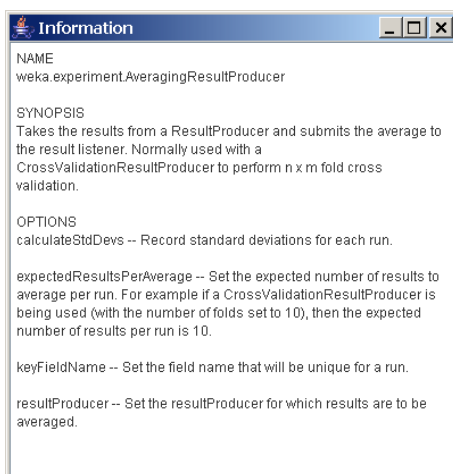 Information
NAME
weka.experiment.AveragingResultProducer
SYNOPSIS
Takes the results from a ResultProducer and submits the average to
the result listener. Normally used with a
CrossValidationResultProducer to perform n x m fold cross
validation.
OPTIONS
calculateStdDevs -- Record standard deviations for each run.
expectedResultsPerAverage -- Set the expected number of results to
average per run. For example if a CrossValidationResultProducer is
being used (with the number of folds set to 10), then the expected
number of results per run is 10.
keyFieldName -- Set the field name that will be unique for a run.
resultProducer -- Set the resultProducer for which results are to be
averaged.